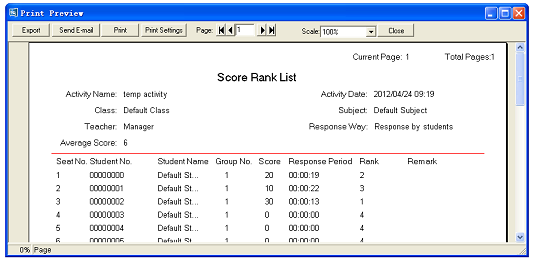 Print Preview
Export Send E-mail Print Print Settings Page: 1 Scale: 100% Close
Current Page: 1 Total Pages:1
Score Rank List
Activity Name: temp activity Activity Date: 2012/04/24 09:19
Class: Default Class Subject: Default Subject
Teacher: Manager Response Way: Response by students
Average Score: 6
Seat No. Student No. Student Name Group No. Score Response Period Rank Remark
1 00000000 Default St... 1 20 00:00:19 2
2 00000001 Default St... 1 10 00:00:22 3
3 00000002 Default St... 1 30 00:00:13 1
4 00000003 Default St... 1 0 00:00:00 4
5 00000004 Default St... 1 0 00:00:00 4
6 00000005 Default St... 1 0 00:00:00 4
0% Page